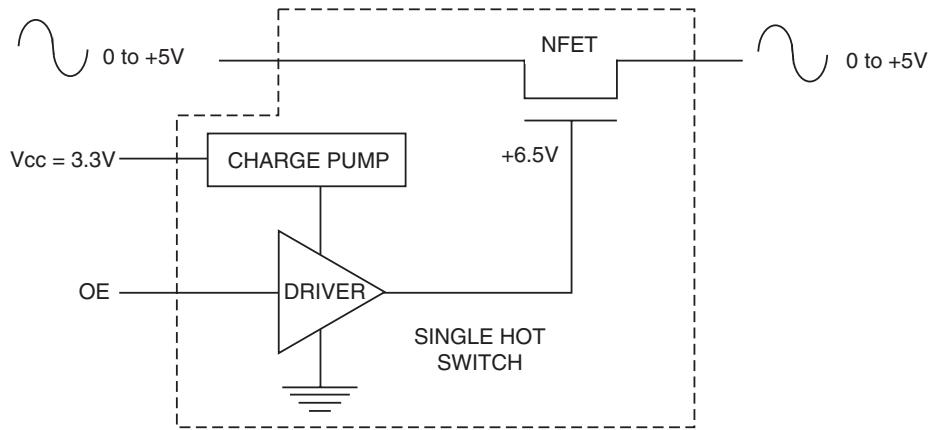 NFET
0 to +5V
0 to +5V
Vcc = 3.3V
CHARGE PUMP
+6.5V
OE
DRIVER
SINGLE HOT
SWITCH